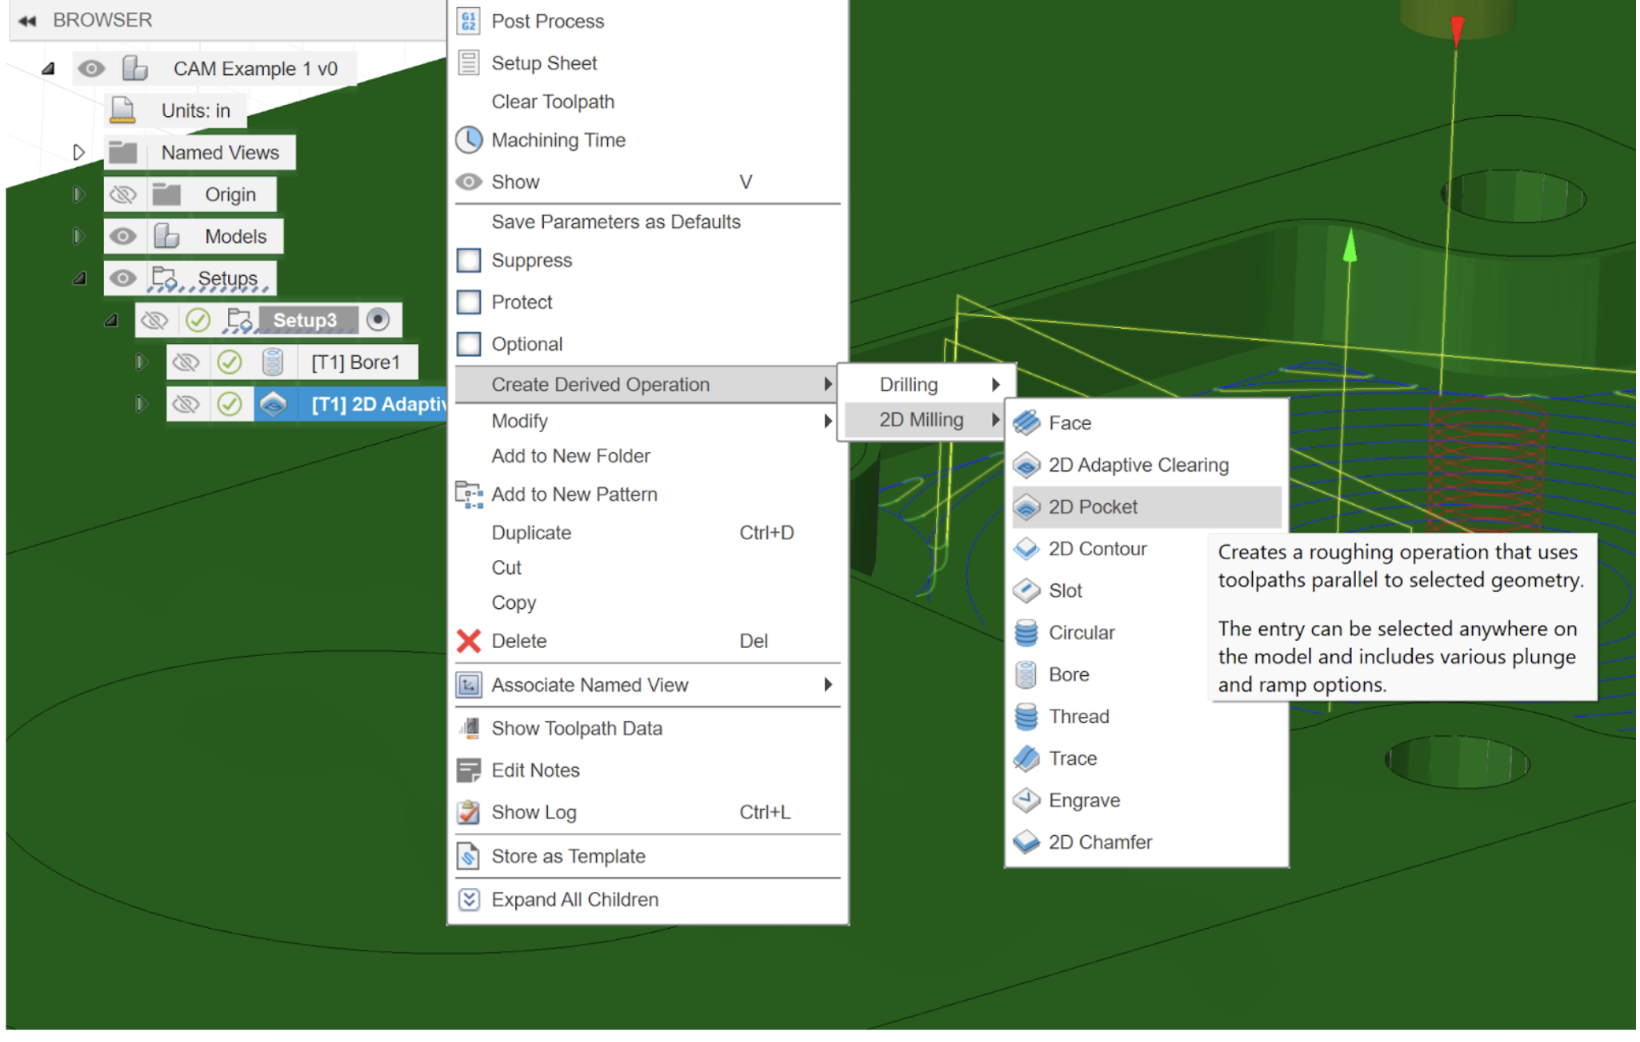 BROWSER
CAM Example 1 v0
Units: in
Named Views
Origin
Models
Setups
Setup3
[T1] Bore1
[T1] 2D Adaptiv
G1
G2
Post Process
Setup Sheet
Clear Toolpath
Machining Time
Show V
Save Parameters as Defaults
Suppress
Protect
Optional
Create Derived Operation
Modify
Add to New Folder
Add to New Pattern
Duplicate Ctrl+D
Cut
Copy
Delete Del
Associate Named View
Show Toolpath Data
Edit Notes
Show Log Ctrl+L
Store as Template
Expand All Children
Drilling
2D Milling
Face
2D Adaptive Clearing
2D Pocket
2D Contour
Slot
Circular
Bore
Thread
Trace
Engrave
2D Chamfer
Creates a roughing operation that uses
toolpaths parallel to selected geometry.
The entry can be selected anywhere on
the model and includes various plunge
and ramp options.